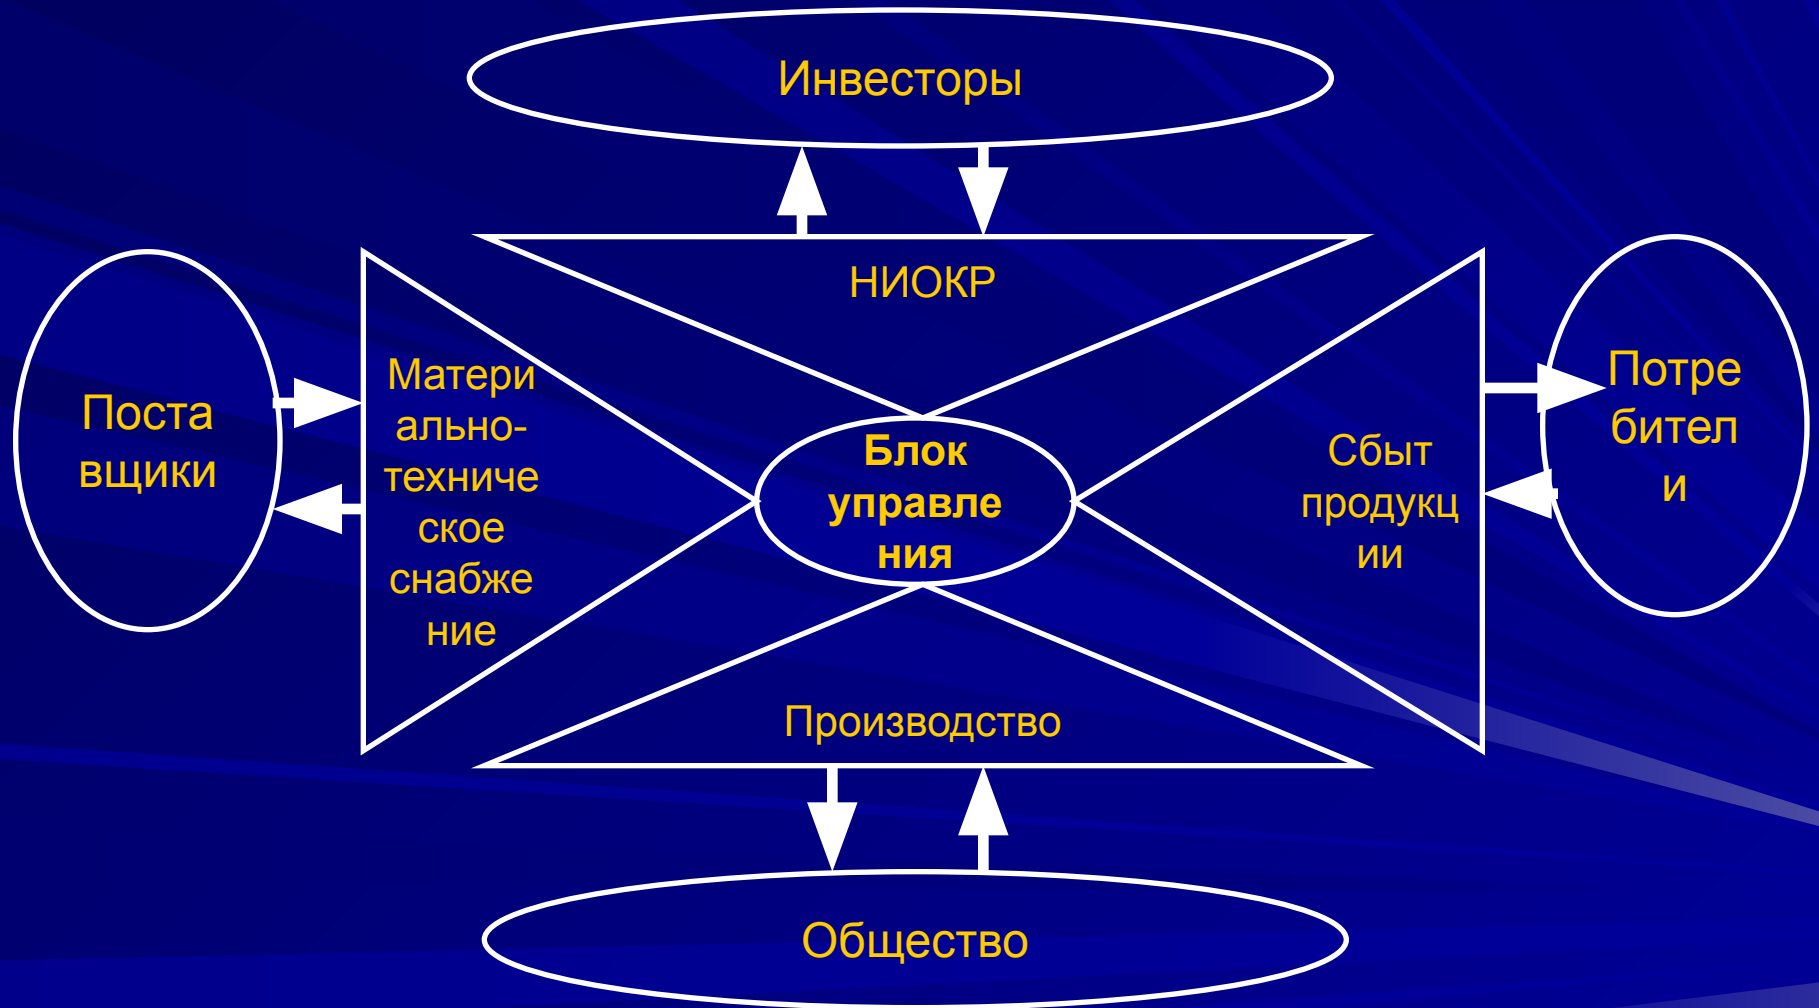 Инвесторы
НИОКР
Поста
вщики
Матери
ально-
техниче
ское
снабже
ние
Блок
управле
ния
Сбыт
продукц
ии
Потре
бител
и
Производство
Общество